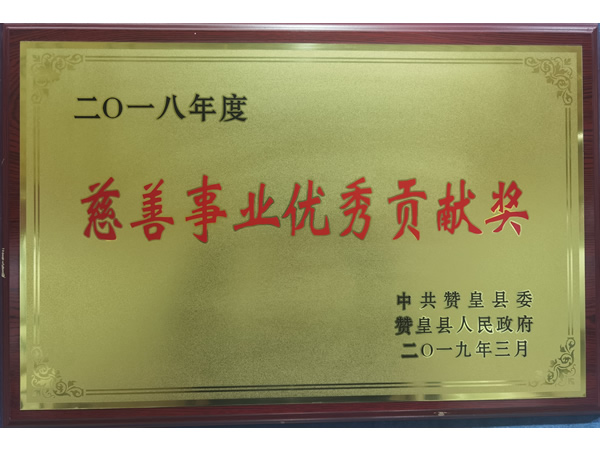 二〇一八年度
慈善事业优秀贡献奖
中共赞皇县委
赞皇县人民政府
二〇一九年三月